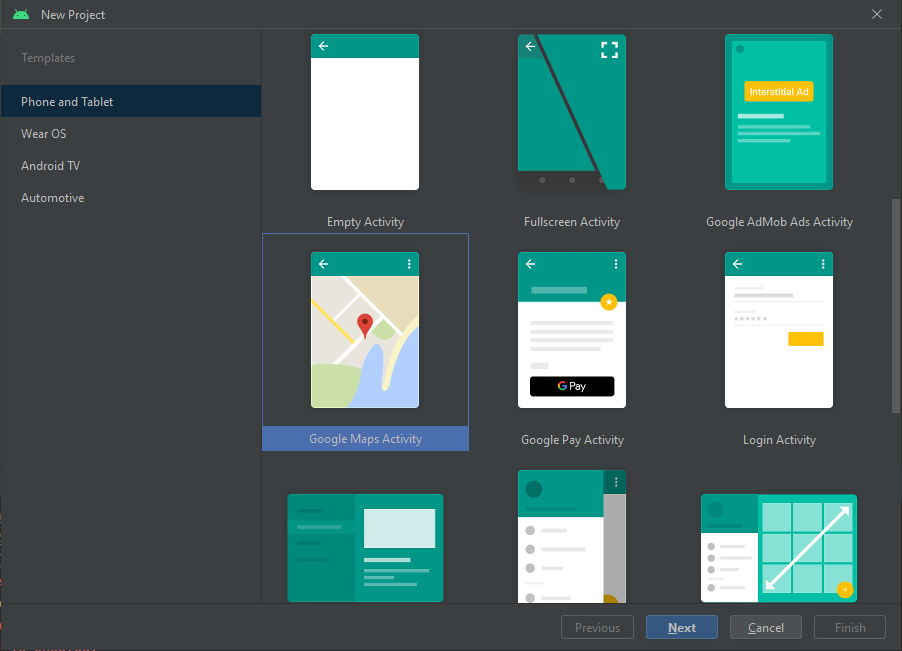 New Project
Templates
Phone and Tablet
Wear OS
Android TV
Automotive
Interstitial Ad
Empty Activity
Fullscreen Activity
Google AdMob Ads Activity
G Pay
Google Maps Activity
Google Pay Activity
Login Activity
Previous
Next
Cancel
Finish